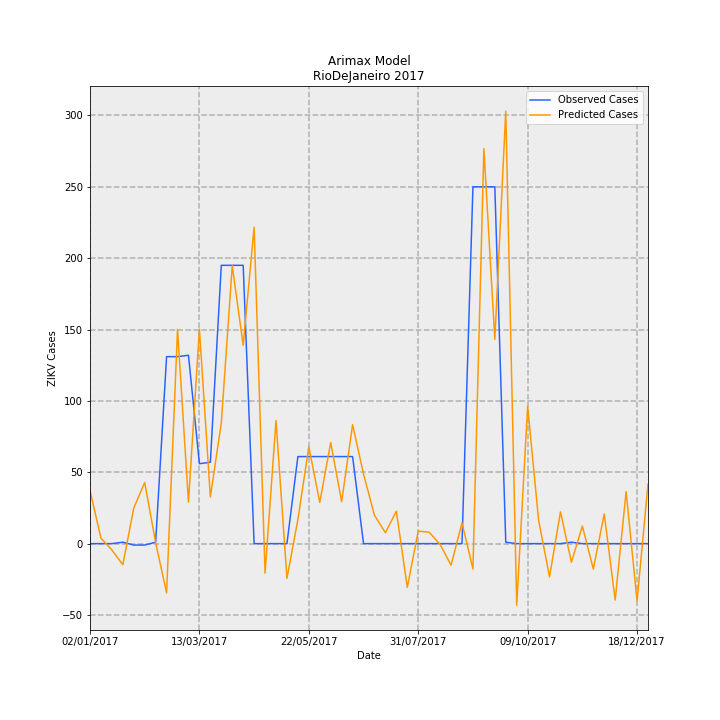 Arimax Model
RioDeJaneiro 2017
Observed Cases
Predicted Cases
300
250
200
150
100
50
0
−50
ZIKV Cases
02/01/2017
13/03/2017
22/05/2017
31/07/2017
09/10/2017
18/12/2017
Date